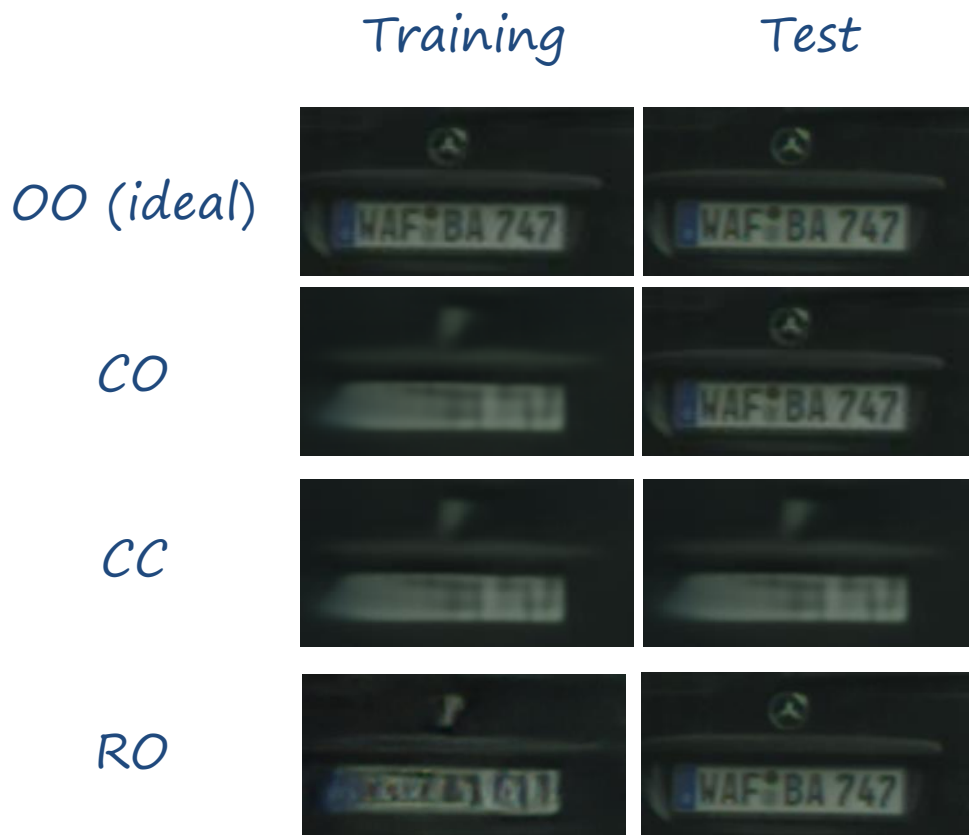 Training Test
OO (ideal)
WAF BA 747 WAF BA 747
CO
WAF BA 747
CC
RO
WAF BA 747